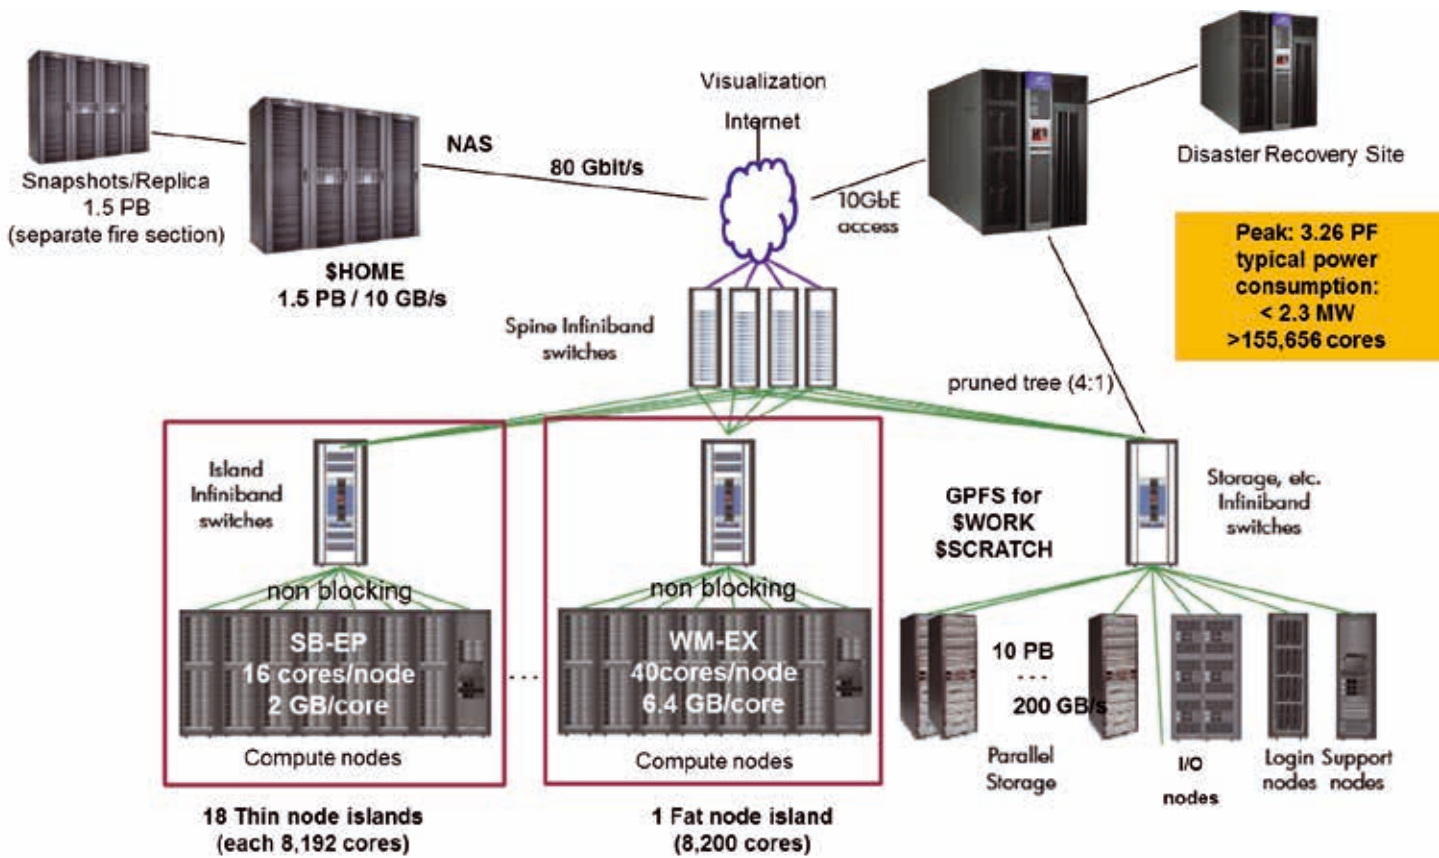 Visualization
Internet
NAS
80 Gbit/s
Snapshots/Replica
1.5 PB
(separate fire section)
$HOME
1.5 PB / 10 GB/s
10GbE
access
Disaster Recovery Site
Peak: 3.26 PF
typical power
consumption:
< 2.3 MW
>155,656 cores
Spine Infiniband
switches
pruned tree (4:1)
Island
Infiniband
switches
non blocking
SB-EP
16 cores/node
2 GB/core
Compute nodes
18 Thin node islands
(each 8,192 cores)
....
non blocking
WM-EX
40cores/node
6.4 GB/core
Compute nodes
1 Fat node island
(8,200 cores)
GPFS for
$WORK
$SCRATCH
Storage, etc.
Infiniband
switches
10 PB
....
200 GB/s
Parallel
Storage
I/O
nodes
Login
nodes
Support
nodes